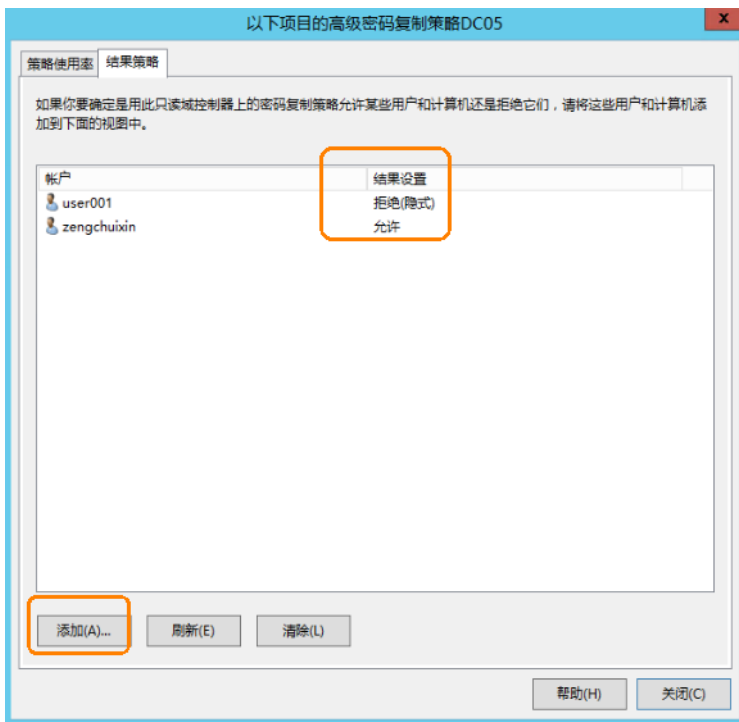 以下项目的高级密码复制策略DC05
x
策略使用率 结果策略
如果你要确定是用此只读域控制器上的密码复制策略允许某些用户和计算机还是拒绝它们，请将这些用户和计算机添
加到下面的视图中。
帐户 结果设置
user001 拒绝(隐式)
zengchuixin 允许
添加(A)... 刷新(E) 清除(L)
帮助(H) 关闭(C)